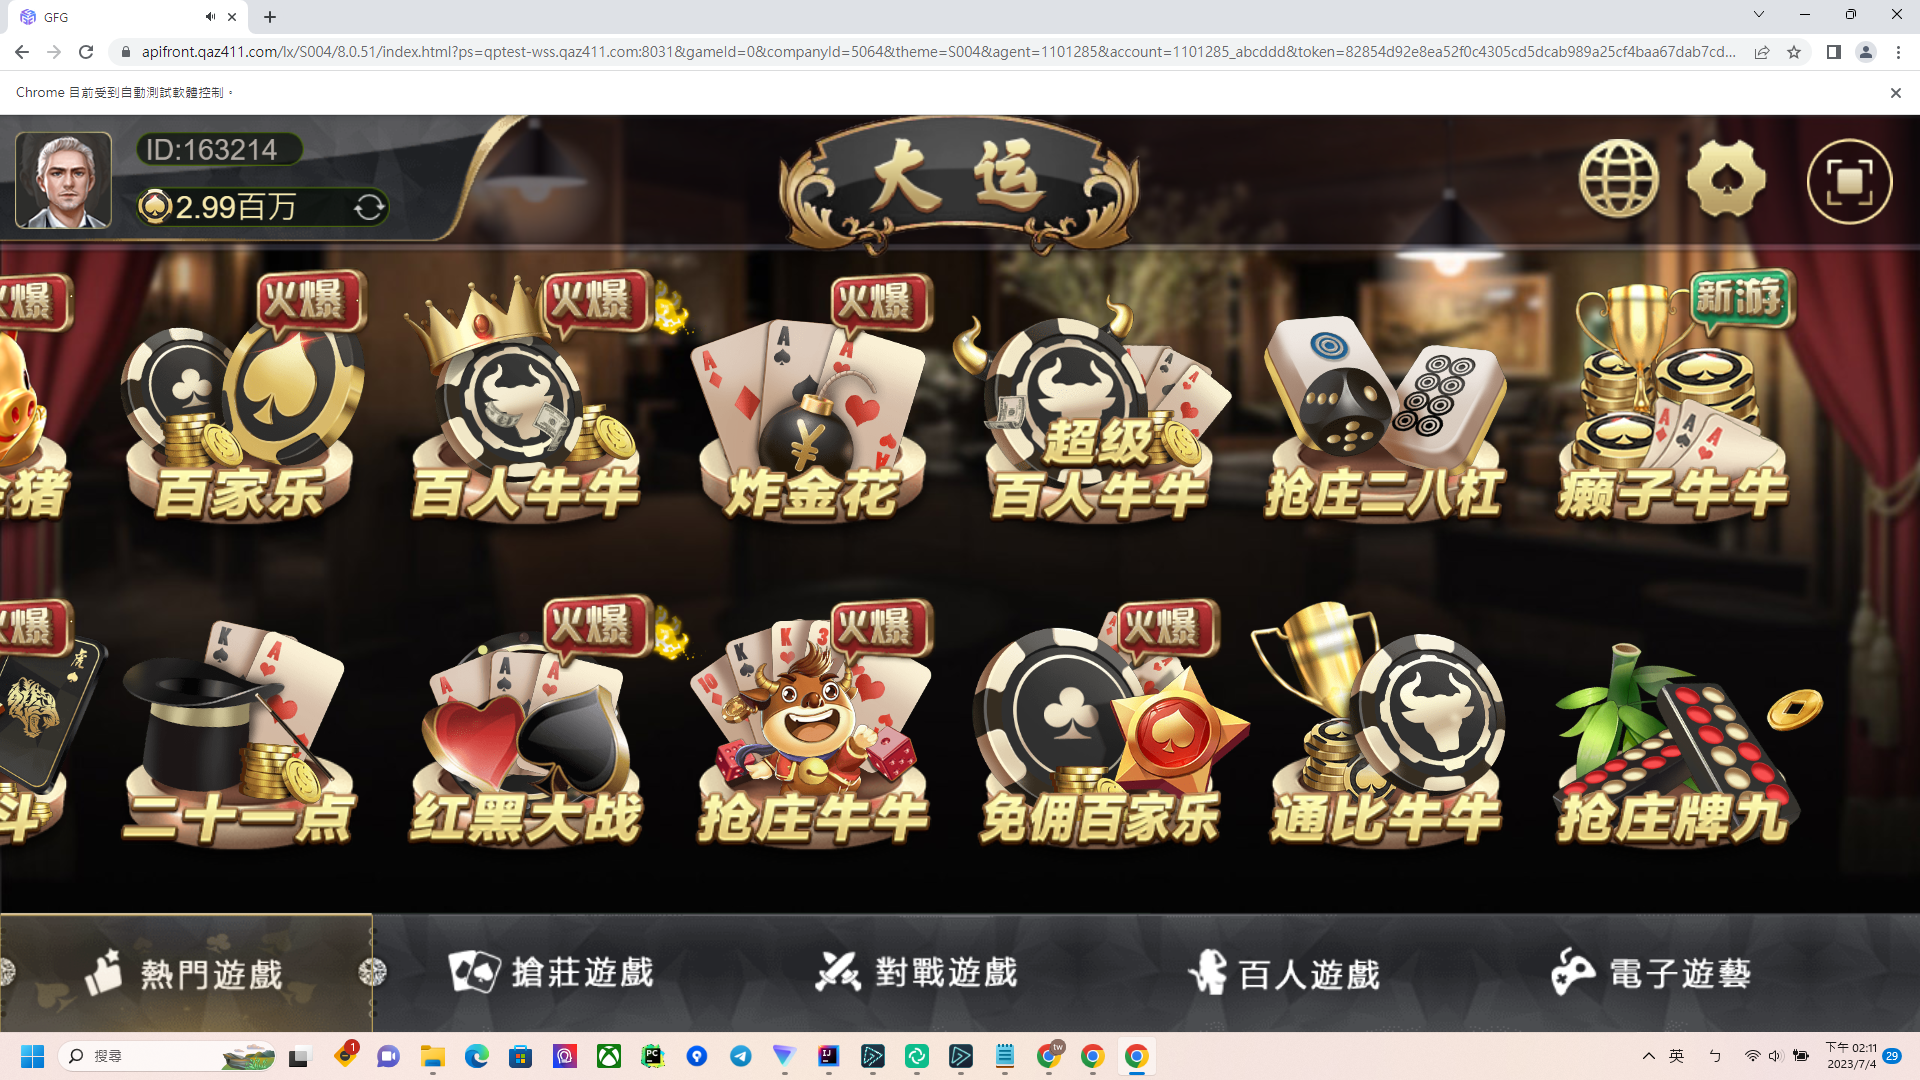 GFG
apifront.qaz411.com/lx/S004/8.0.51/index.html?ps=qptest-wss.qaz411.com:8031&gameId=0&companyId=5064&theme=S004&agent=1101285&account=1101285_abcddd&token=82854d92e8ea52f0c4305cd5dcab989a25cf4baa67dab7cd...
Chrome 目前受到自動測試軟體控制。
ID:163214
2.99百万
大运
火爆
火爆
火爆
火爆
新游
金猪
百家乐
百人牛牛
炸金花
超级
百人牛牛
抢庄二八杠
癞子牛牛
火爆
火爆
火爆
火爆
斗
二十一点
红黑大战
抢庄牛牛
免佣百家乐
通比牛牛
抢庄牌九
熱門遊戲
搶莊遊戲
對戰遊戲
百人遊戲
電子遊藝
搜尋
1
tw
英
ㄅ
下午 02:11
2023/7/4
29